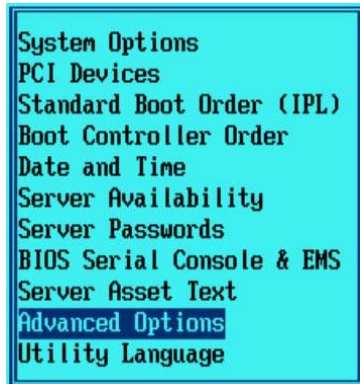 System Options
PCI Devices
Standard Boot Order (IPL)
Boot Controller Order
Date and Time
Server Availability
Server Passwords
BIOS Serial Console & EMS
Server Asset Text
Advanced Options
Utility Language